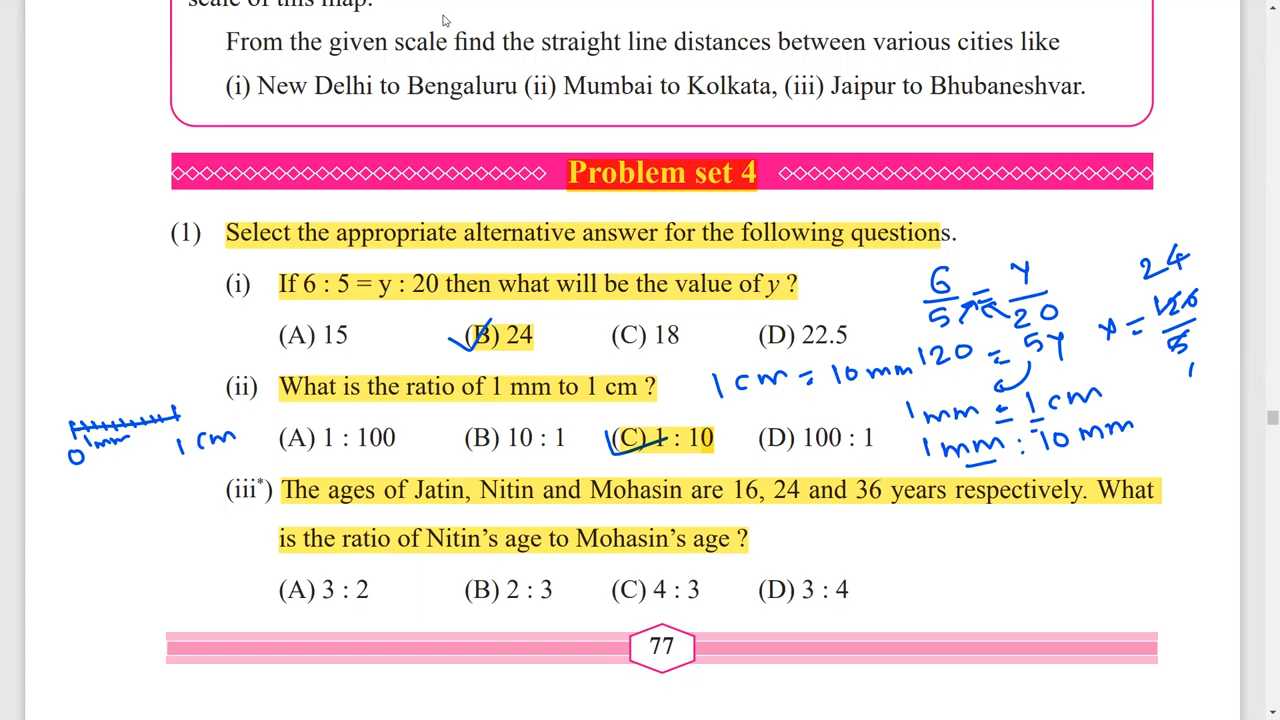 scale of this map.
From the given scale find the straight line distances between various cities like
(i) New Delhi to Bengaluru (ii) Mumbai to Kolkata, (iii) Jaipur to Bhubaneshvar.
Problem set 4
(1) Select the appropriate alternative answer for the following questions.
(i) If 6 : 5 = y : 20 then what will be the value of y ?
(A) 15 (B) 24 (C) 18 (D) 22.5
6/5 = Y/20
120 = 5Y
24
120/5
1
(ii) What is the ratio of 1 mm to 1 cm ?
1 cm = 10 mm
(A) 1 : 100 (B) 10 : 1 (C) 1 : 10 (D) 100 : 1
0 1mm 1 cm
1mm : 1 cm
1 mm : 10 mm
(iii*) The ages of Jatin, Nitin and Mohasin are 16, 24 and 36 years respectively. What
is the ratio of Nitin’s age to Mohasin’s age ?
(A) 3 : 2 (B) 2 : 3 (C) 4 : 3 (D) 3 : 4
77